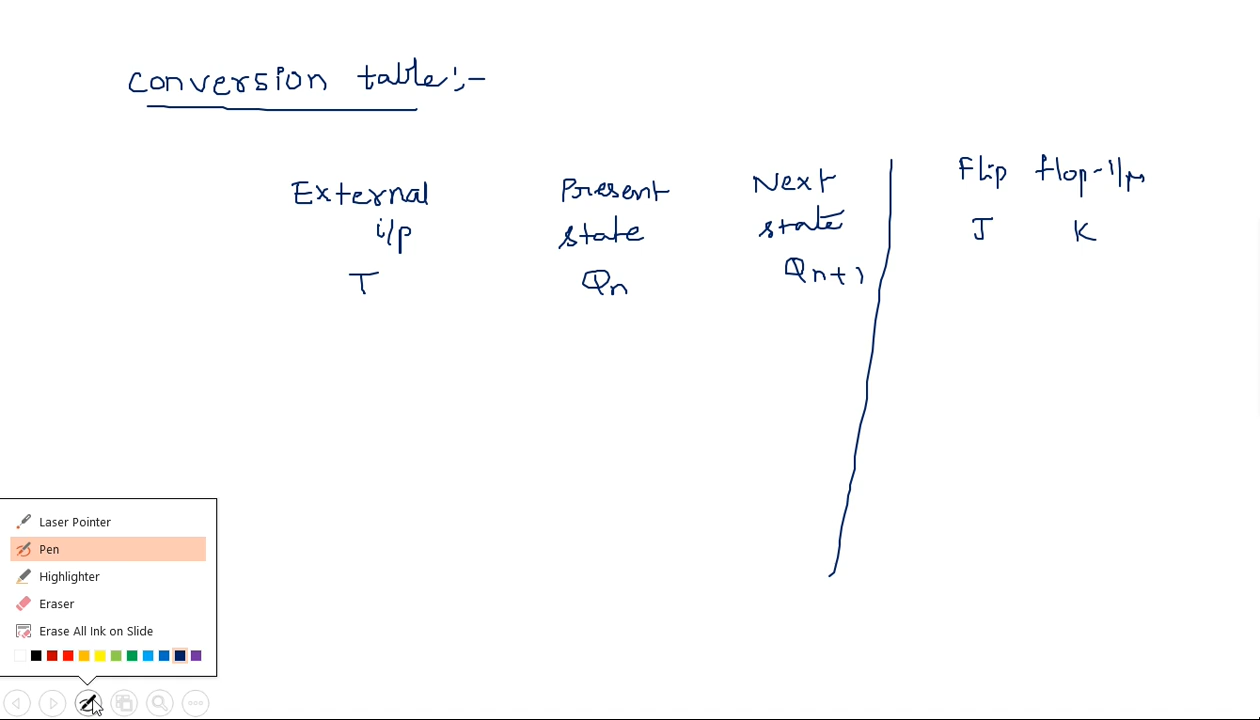 conversion table:-
External Present Next Flip flop-i/ps
i/p state state J K
T Qn Qn+1
Laser Pointer
Pen
Highlighter
Eraser
Erase All Ink on Slide